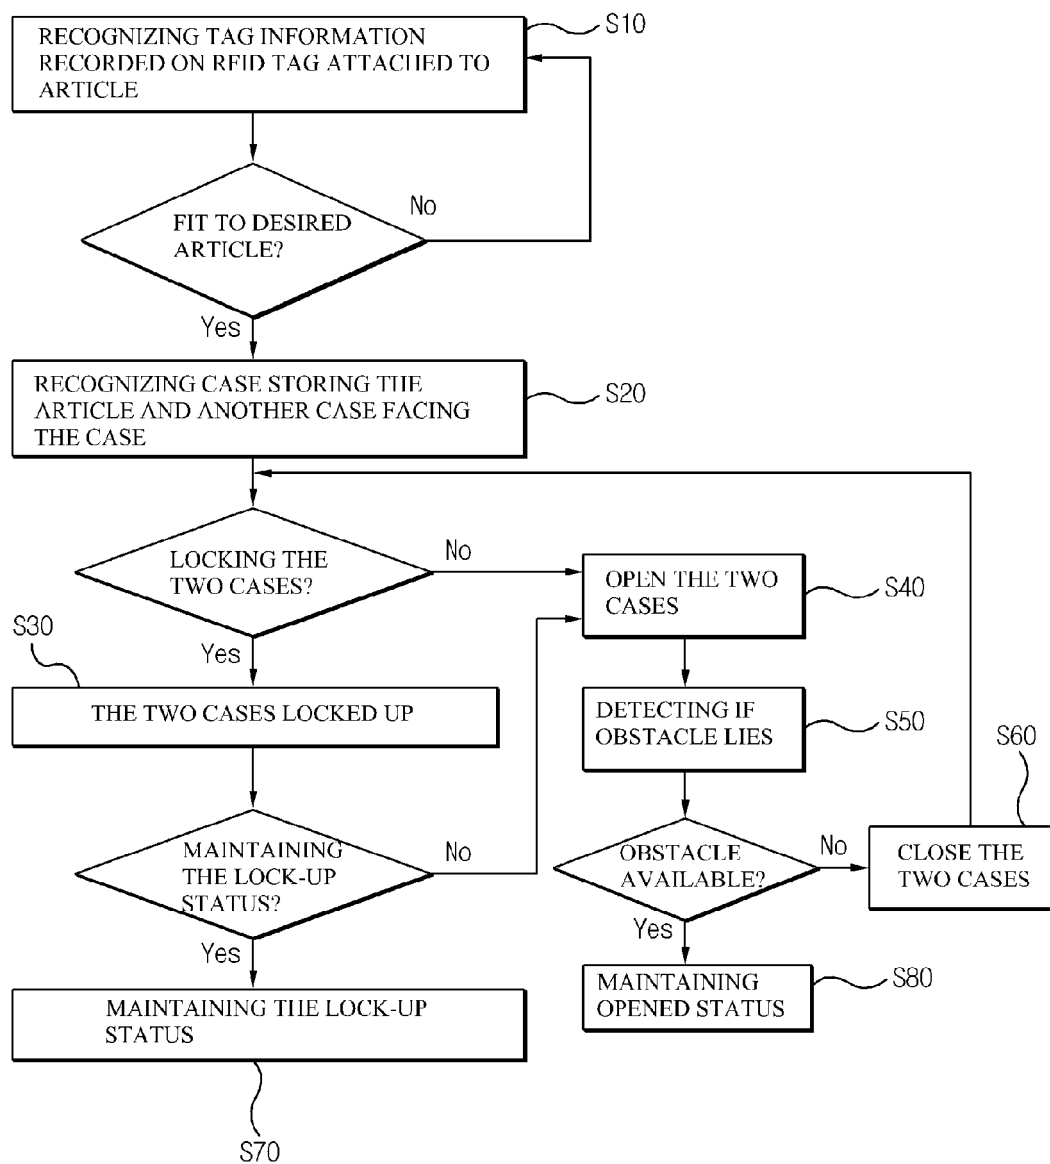 S10
RECOGNIZING TAG INFORMATION
RECORDED ON RFID TAG ATTACHED TO
ARTICLE
No
FIT TO DESIRED
ARTICLE?
Yes
RECOGNIZING CASE STORING THE
ARTICLE AND ANOTHER CASE FACING
THE CASE
S20
LOCKING THE
TWO CASES?
No
OPEN THE TWO
CASES
S40
S30
Yes
THE TWO CASES LOCKED UP
DETECTING IF
OBSTACLE LIES
S50
S60
MAINTAINING
THE LOCK-UP
STATUS?
No
OBSTACLE
AVAILABLE?
No
CLOSE THE
TWO CASES
Yes
Yes
MAINTAINING
OPENED STATUS
S80
MAINTAINING THE LOCK-UP
STATUS
S70